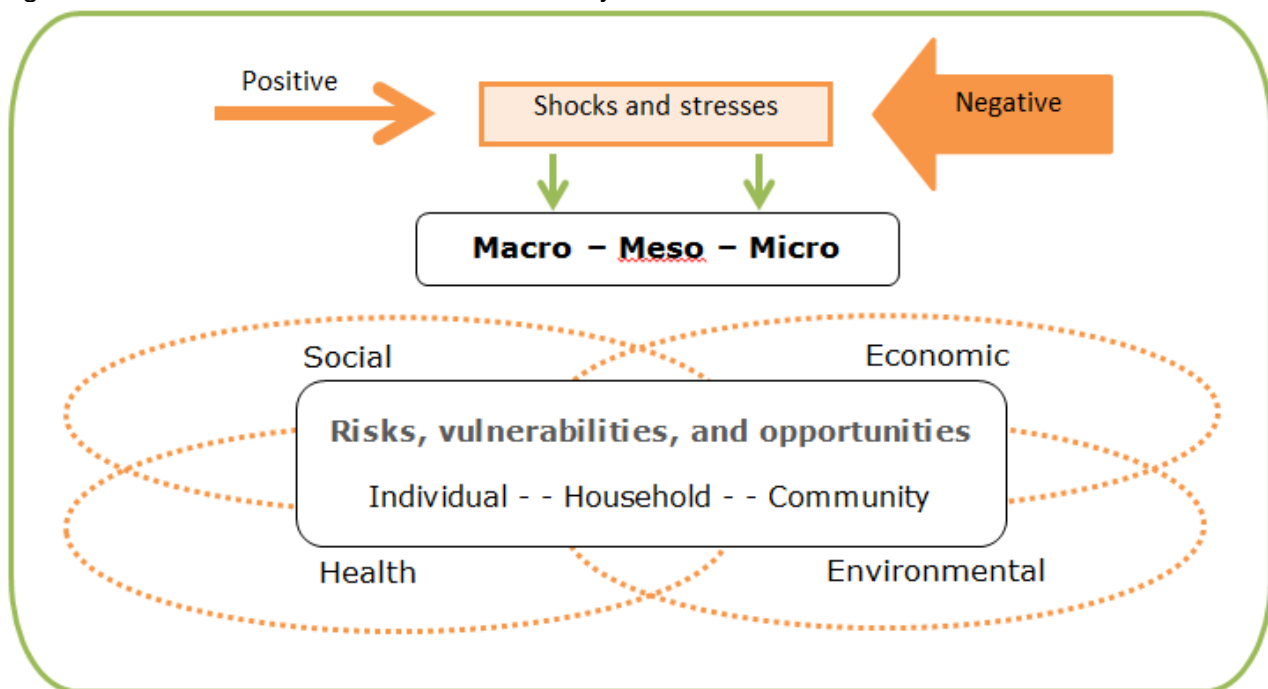 Positive
Shocks and stresses
Negative
Macro – Meso – Micro
Social
Economic
Risks, vulnerabilities, and opportunities
Individual - - Household - - Community
Health
Environmental